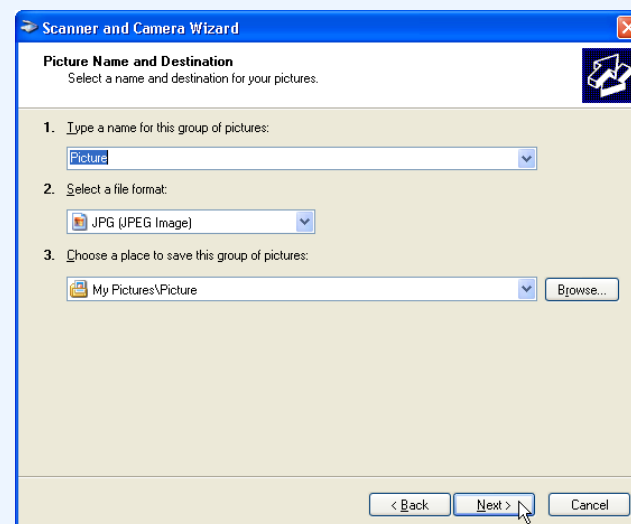 Scanner and Camera Wizard
Picture Name and Destination
Select a name and destination for your pictures.
1. Type a name for this group of pictures:
Picture
2. Select a file format:
JPG (JPEG Image)
3. Choose a place to save this group of pictures:
My Pictures\Picture
Browse...
< Back Next > Cancel